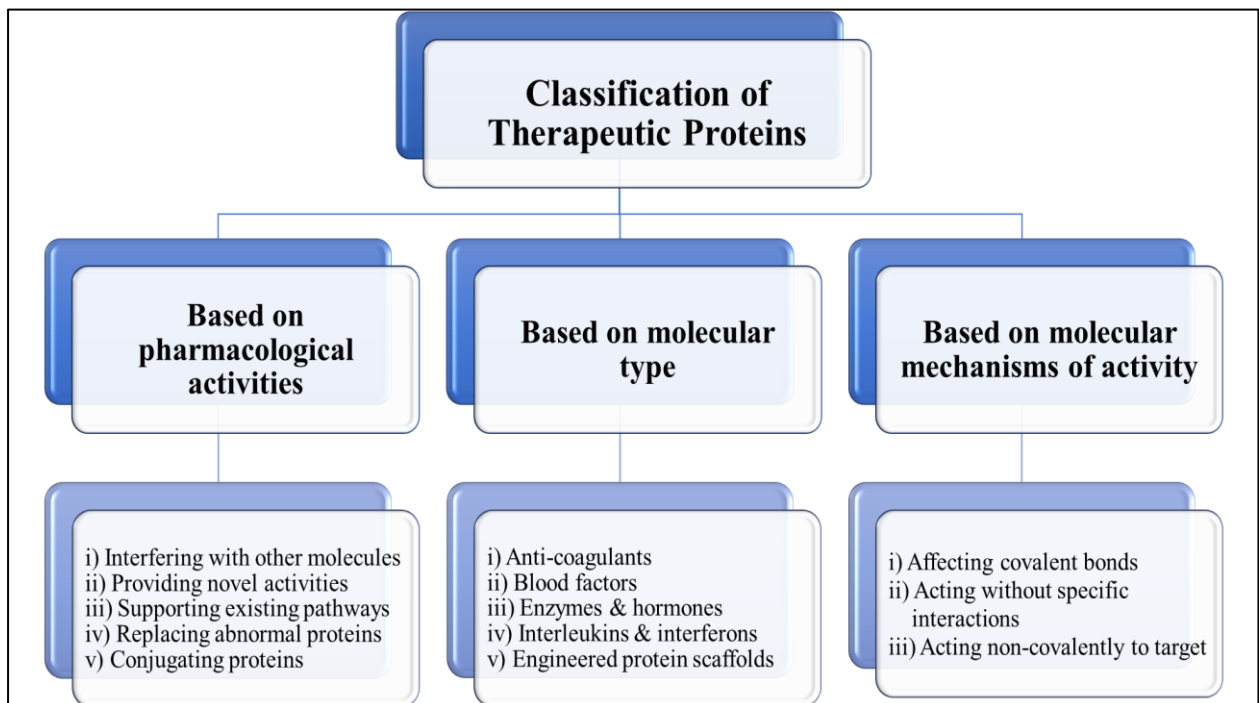 Classification of
Therapeutic Proteins
Based on
pharmacological
activities
Based on molecular
type
Based on molecular
mechanisms of activity
i) Interfering with other molecules
ii) Providing novel activities
iii) Supporting existing pathways
iv) Replacing abnormal proteins
v) Conjugating proteins
i) Anti-coagulants
ii) Blood factors
iii) Enzymes & hormones
iv) Interleukins & interferons
v) Engineered protein scaffolds
i) Affecting covalent bonds
ii) Acting without specific
interactions
iii) Acting non-covalently to target